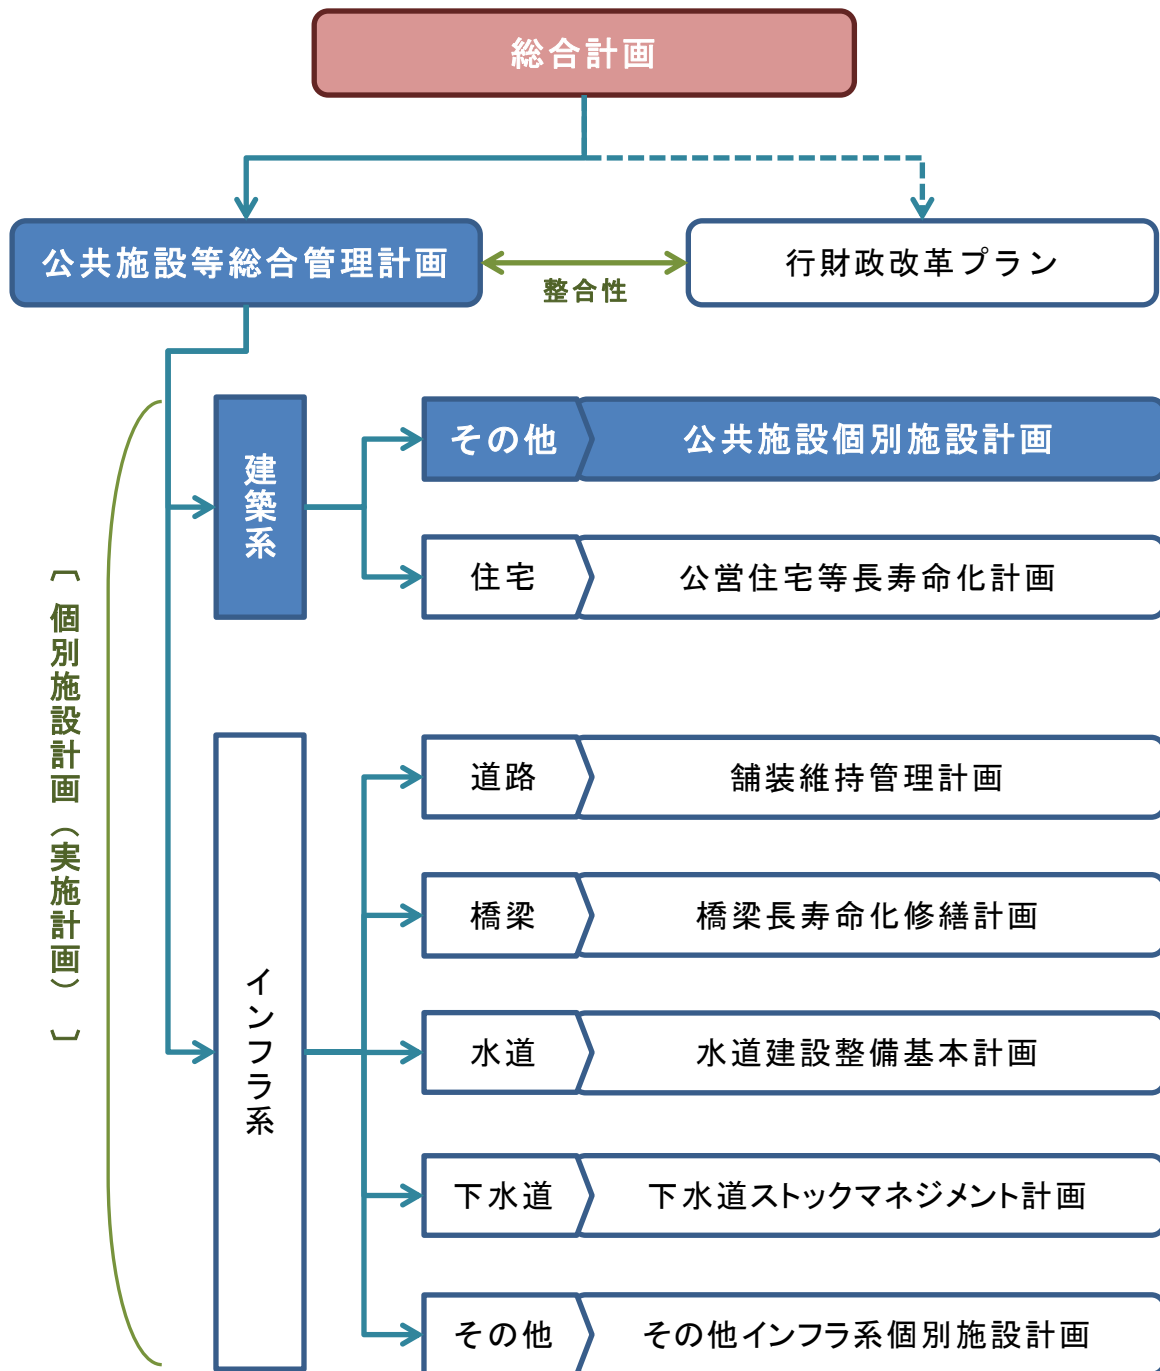 総合計画
公共施設等総合管理計画
整合性
行財政改革プラン
〔個別施設計画（実施計画）〕
建築系
その他
公共施設個別施設計画
住宅
公営住宅等長寿命化計画
インフラ系
道路
舗装維持管理計画
橋梁
橋梁長寿命化修繕計画
水道
水道建設整備基本計画
下水道
下水道ストックマネジメント計画
その他
その他インフラ系個別施設計画